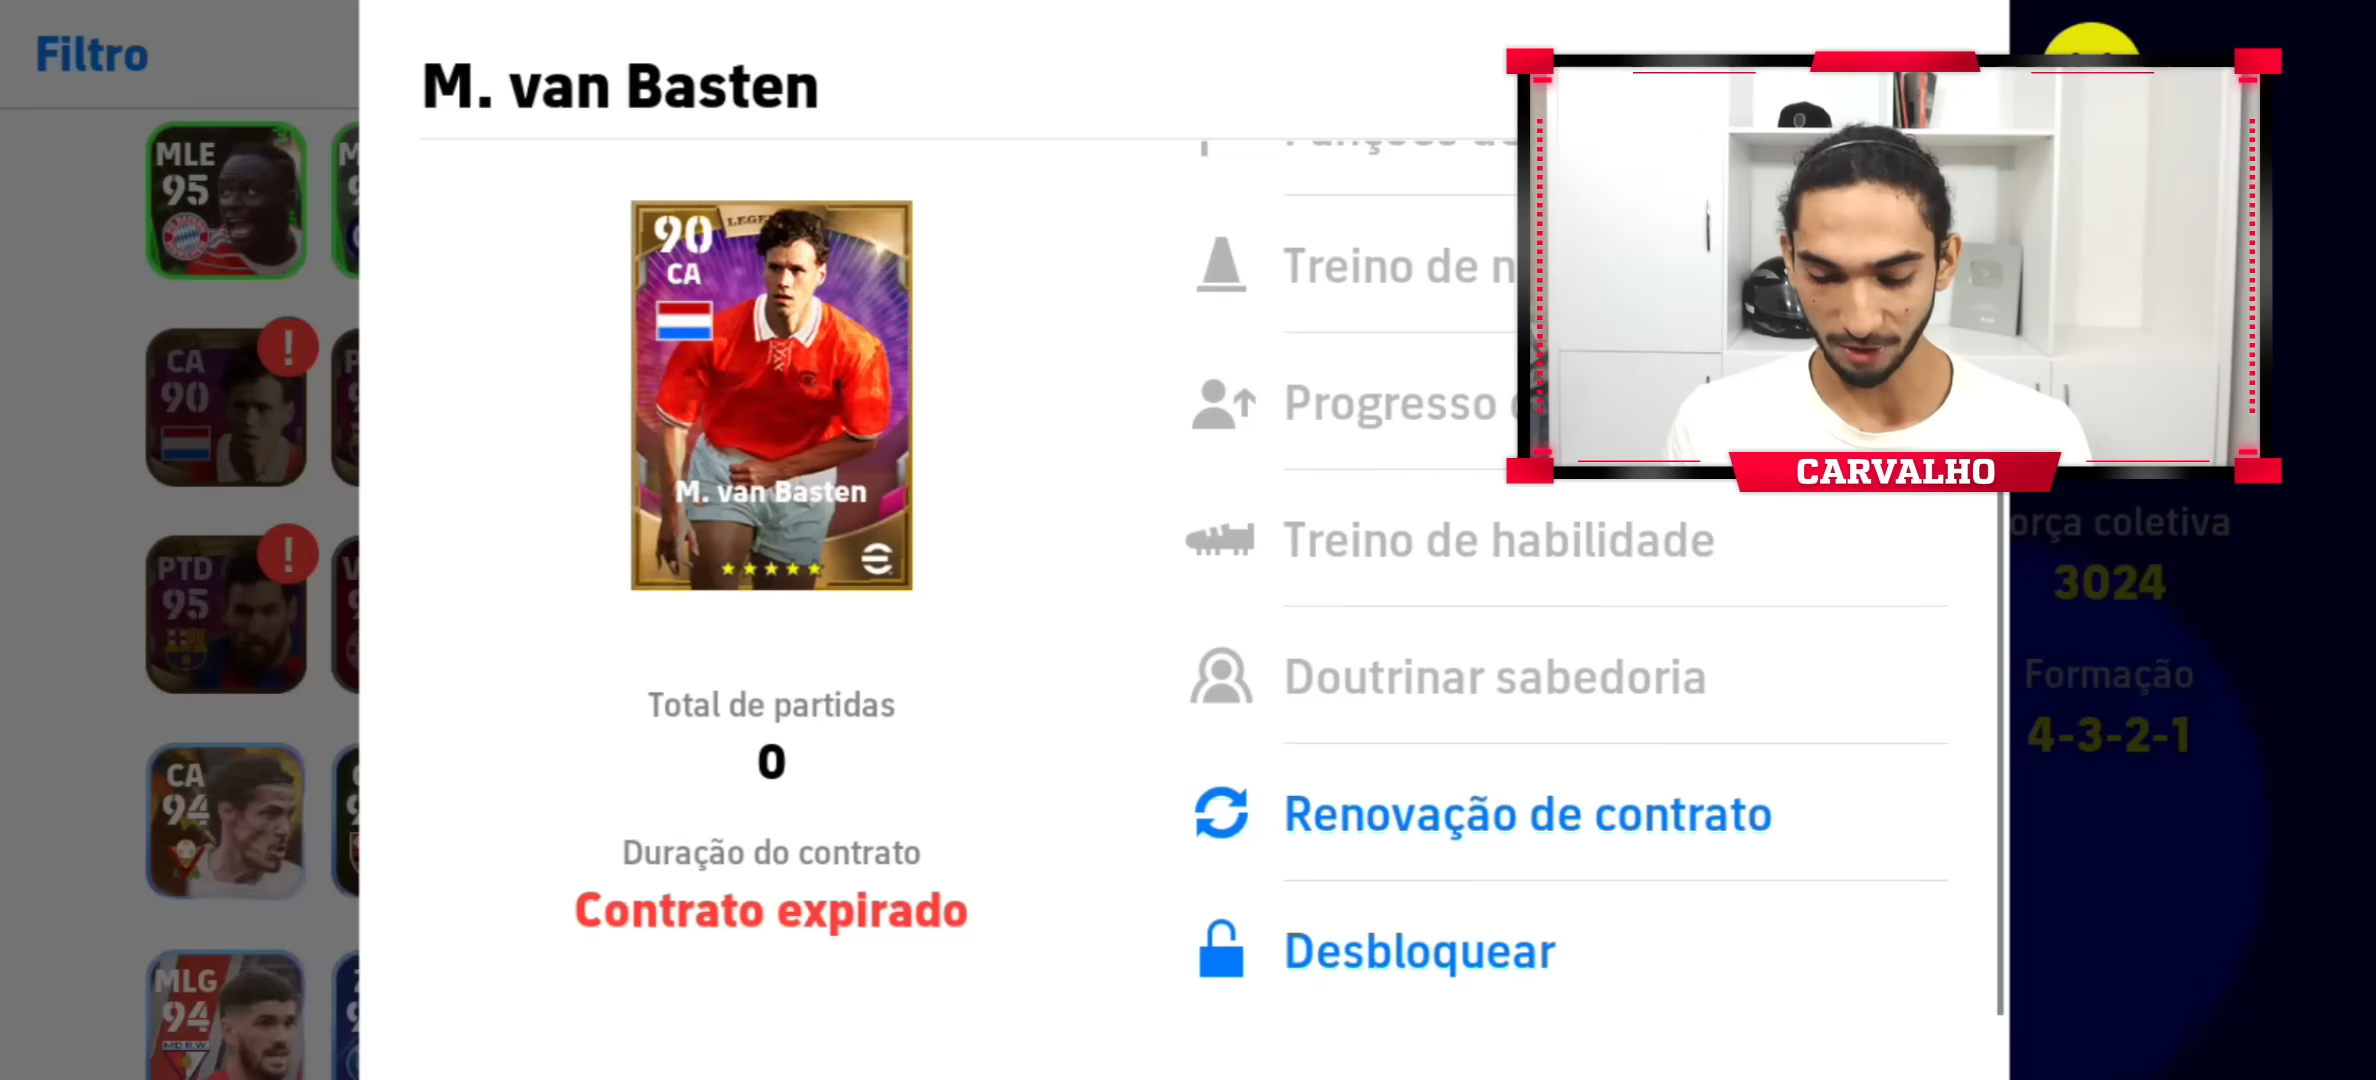 Filtro
MLE
95
CA
90
PTD
95
CA
94
MLG
94
M. van Basten
90
CA
M. van Basten
Total de partidas
0
Duração do contrato
Contrato expirado
Treino de n
Progresso
Treino de habilidade
Doutrinar sabedoria
Renovação de contrato
Desbloquear
CARVALHO
orça coletiva
3024
Formação
4-3-2-1